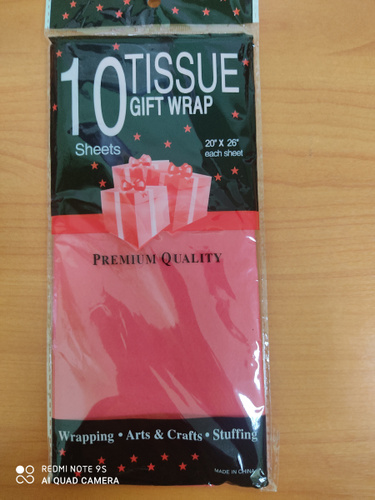 10 TISSUE
GIFT WRAP
Sheets
20" X 26"
each sheet
PREMIUM QUALITY
Wrapping • Arts & Crafts • Stuffing
MADE IN CHINA
REDMI NOTE 9S
AI QUAD CAMERA